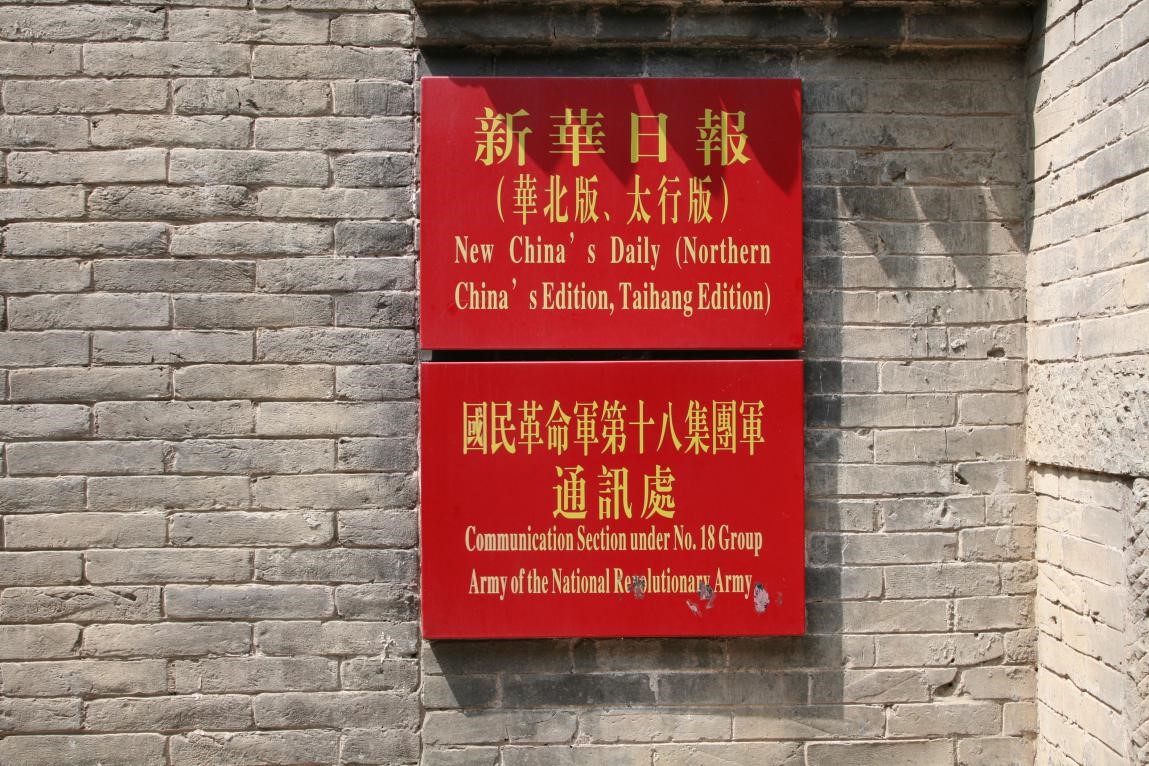 新華日報
（華北版、太行版）
New China's Daily (Northern
China's Edition, Taihang Edition)
國民革命軍第十八集團軍
通訊處
Communication Section under No. 18 Group
Army of the National Revolutionary Army